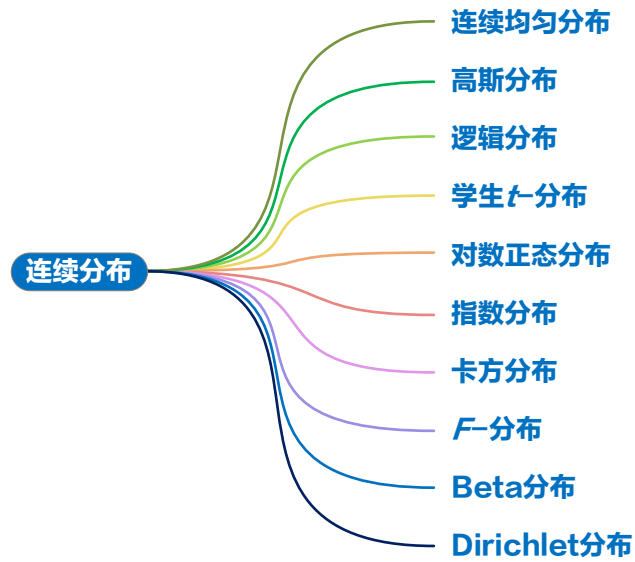 连续均匀分布
高斯分布
逻辑分布
学生t-分布
连续分布
对数正态分布
指数分布
卡方分布
F-分布
Beta分布
Dirichlet分布